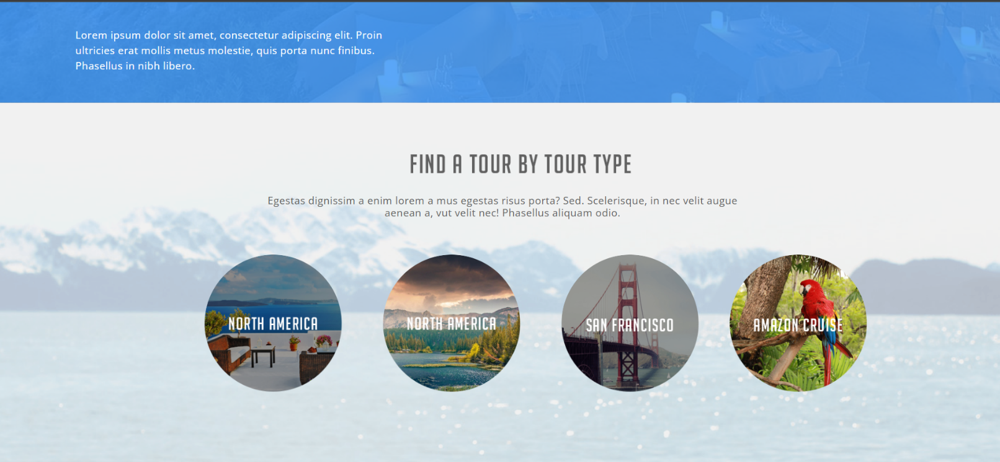 Lorem ipsum dolor sit amet, consectetur adipiscing elit. Proin
ultricies erat mollis metus molestie, quis porta nunc finibus.
Phasellus in nibh libero.
FIND A TOUR BY TOUR TYPE
Egestas dignissim a enim lorem a mus egestas risus porta? Sed. Scelerisque, in nec velit augue
aenean a, vut velit nec! Phasellus aliquam odio.
NORTH AMERICA
NORTH AMERICA
SAN FRANCISCO
AMAZON CRUISE